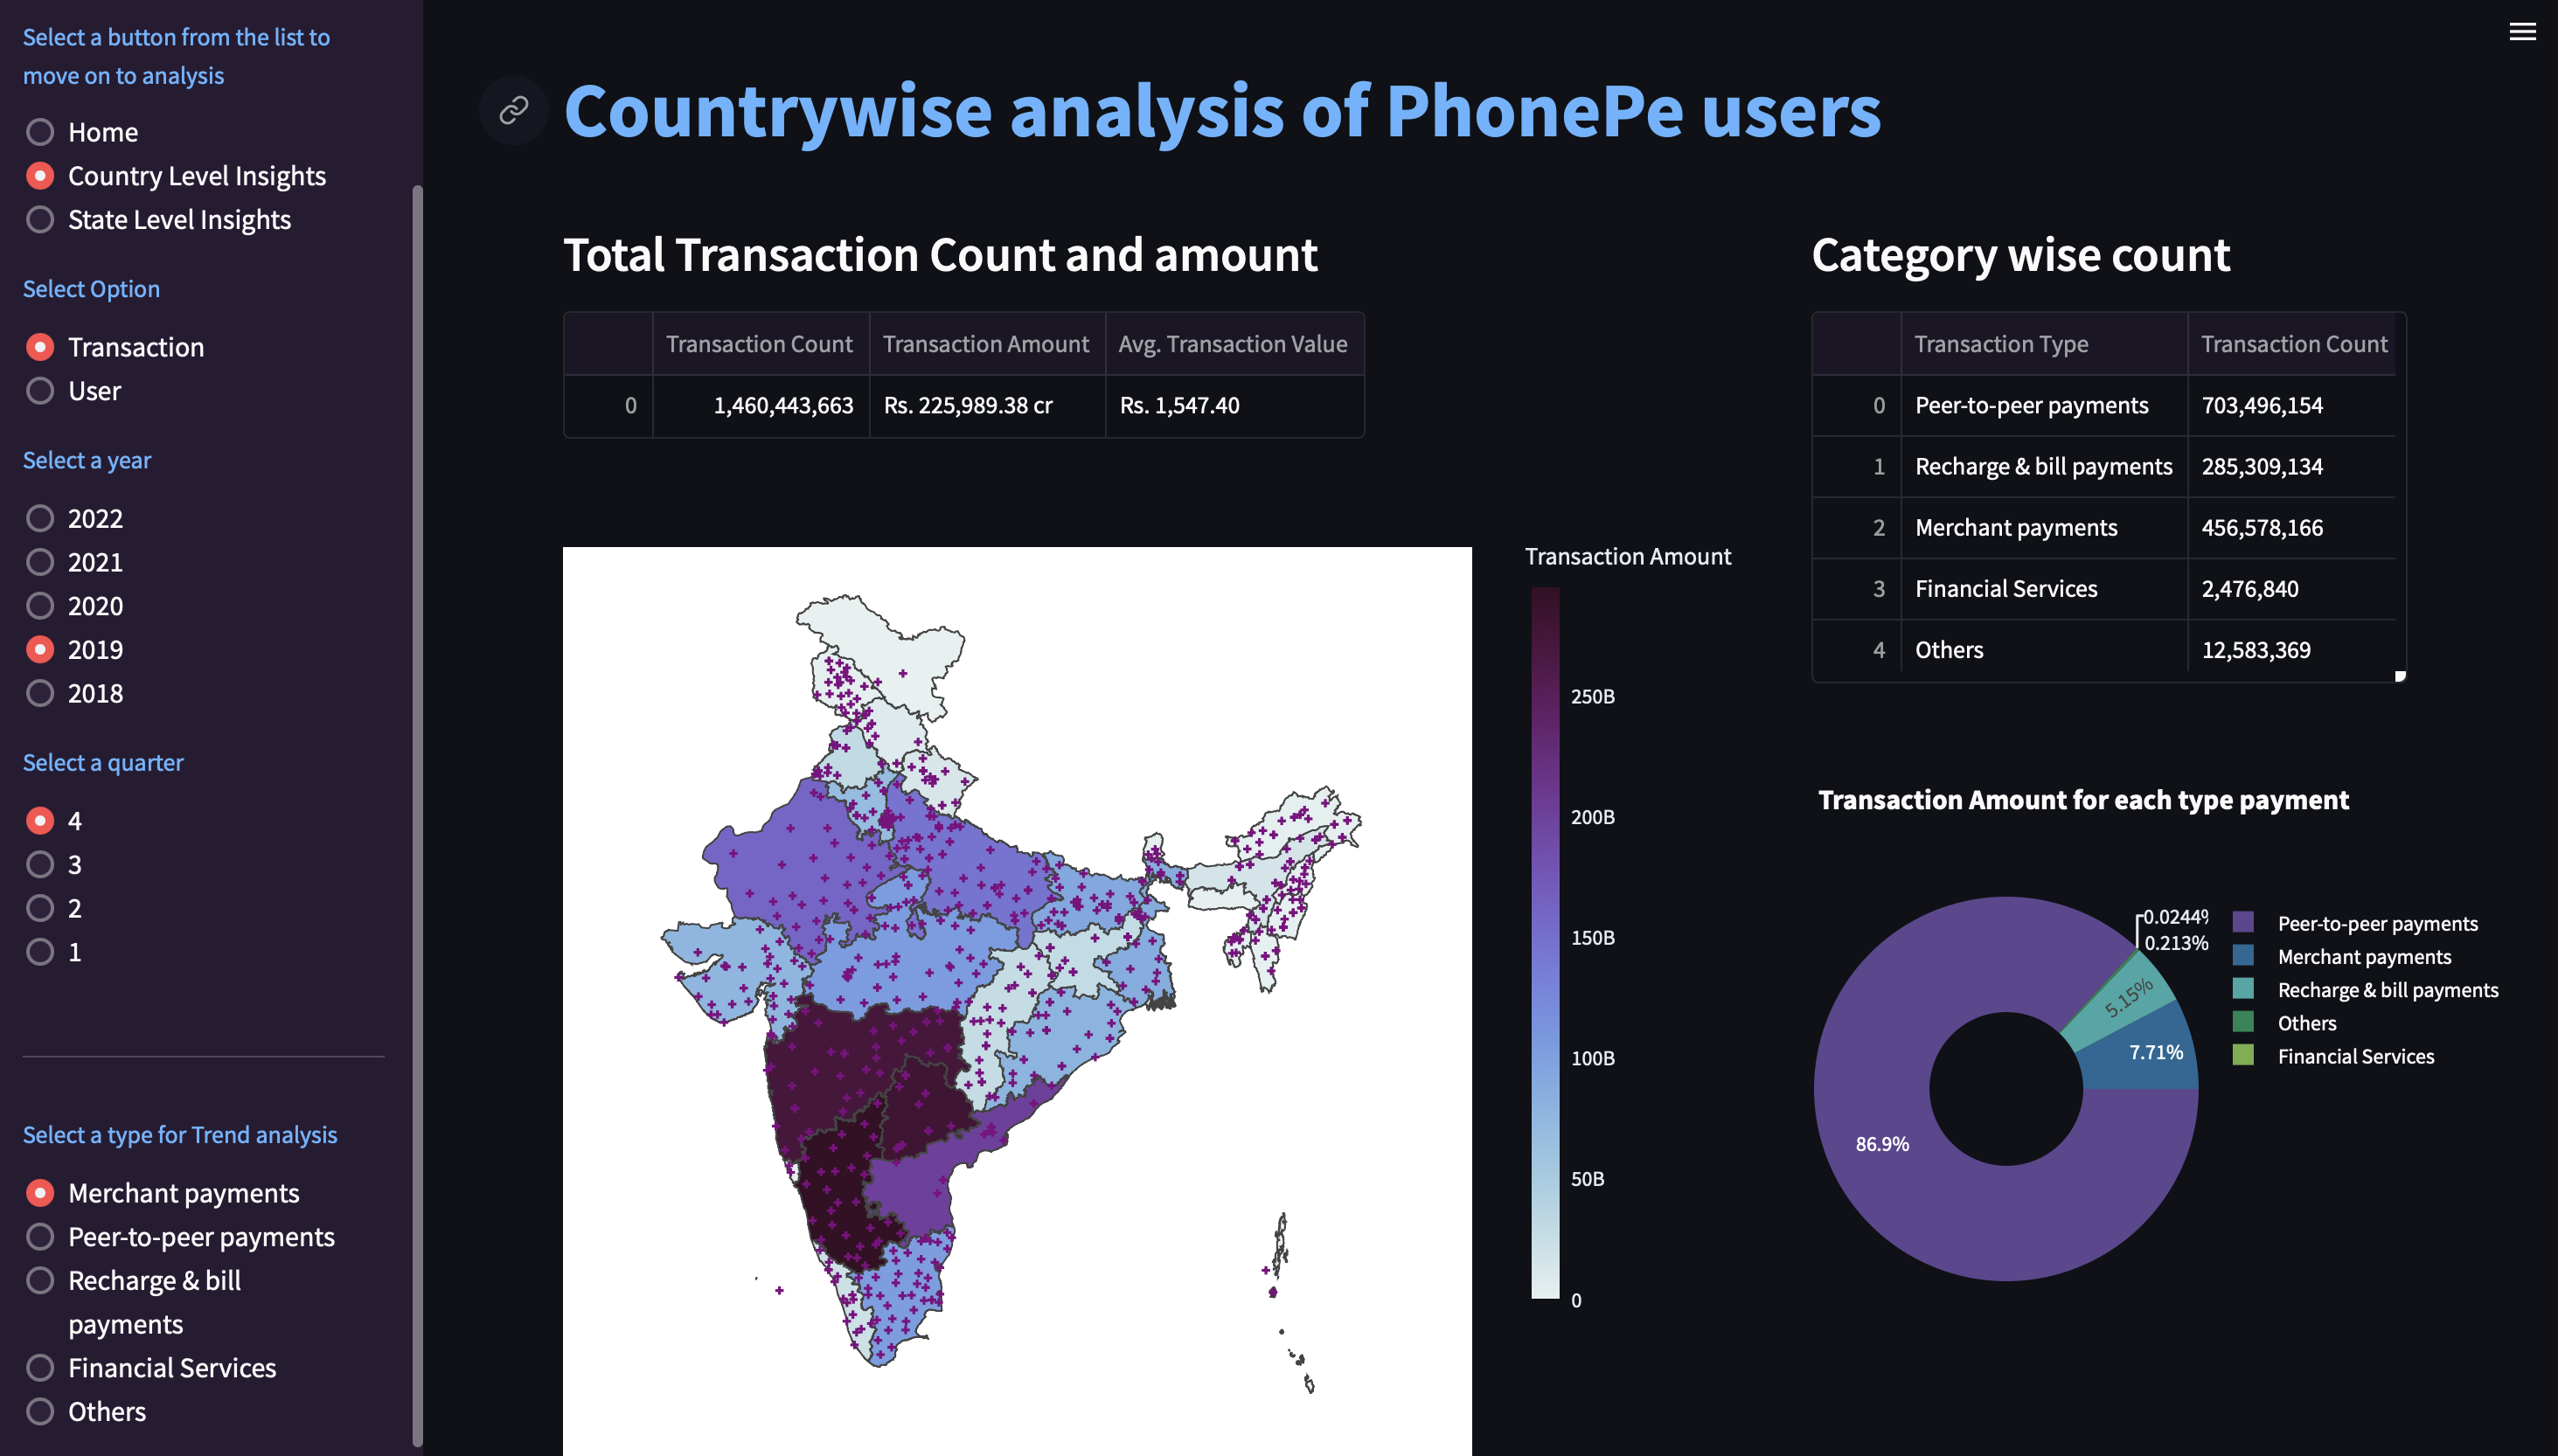 Select a button from the list to
move on to analysis
Home
Country Level Insights
State Level Insights
Select Option
Transaction
User
Select a year
2022
2021
2020
2019
2018
Select a quarter
4
3
2
1
Select a type for Trend analysis
Merchant payments
Peer-to-peer payments
Recharge & bill
payments
Financial Services
Others
Countrywise analysis of PhonePe users
Total Transaction Count and amount
Transaction Count Transaction Amount Avg. Transaction Value
0 1,460,443,663 Rs. 225,989.38 cr Rs. 1,547.40
Transaction Amount
250B
200B
150B
100B
50B
0
Category wise count
Transaction Type Transaction Count
0 Peer-to-peer payments 703,496,154
1 Recharge & bill payments 285,309,134
2 Merchant payments 456,578,166
3 Financial Services 2,476,840
4 Others 12,583,369
Transaction Amount for each type payment
0.0244%
0.213%
5.15%
7.71%
86.9%
Peer-to-peer payments
Merchant payments
Recharge & bill payments
Others
Financial Services